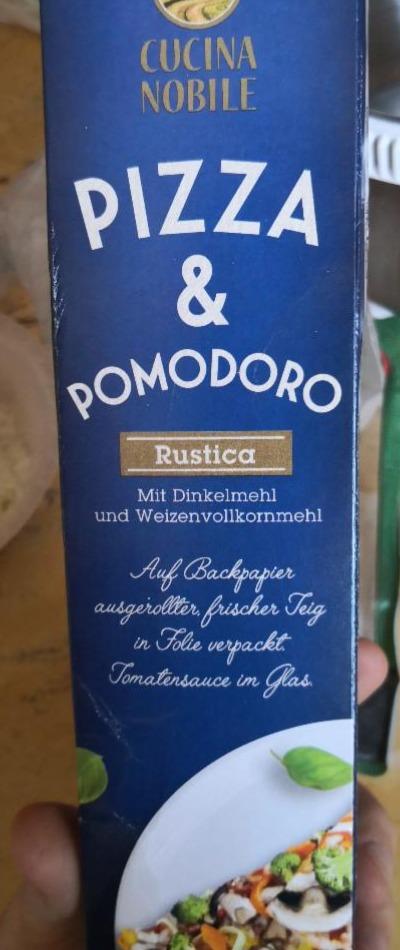 CUCINA
NOBILE
PIZZA
&
POMODORO
Rustica
Mit Dinkelmehl
und Weizenvollkornmehl
Auf Backpapier
ausgerollter, frischer Teig
in Folie verpackt.
Tomatensauce im Glas.